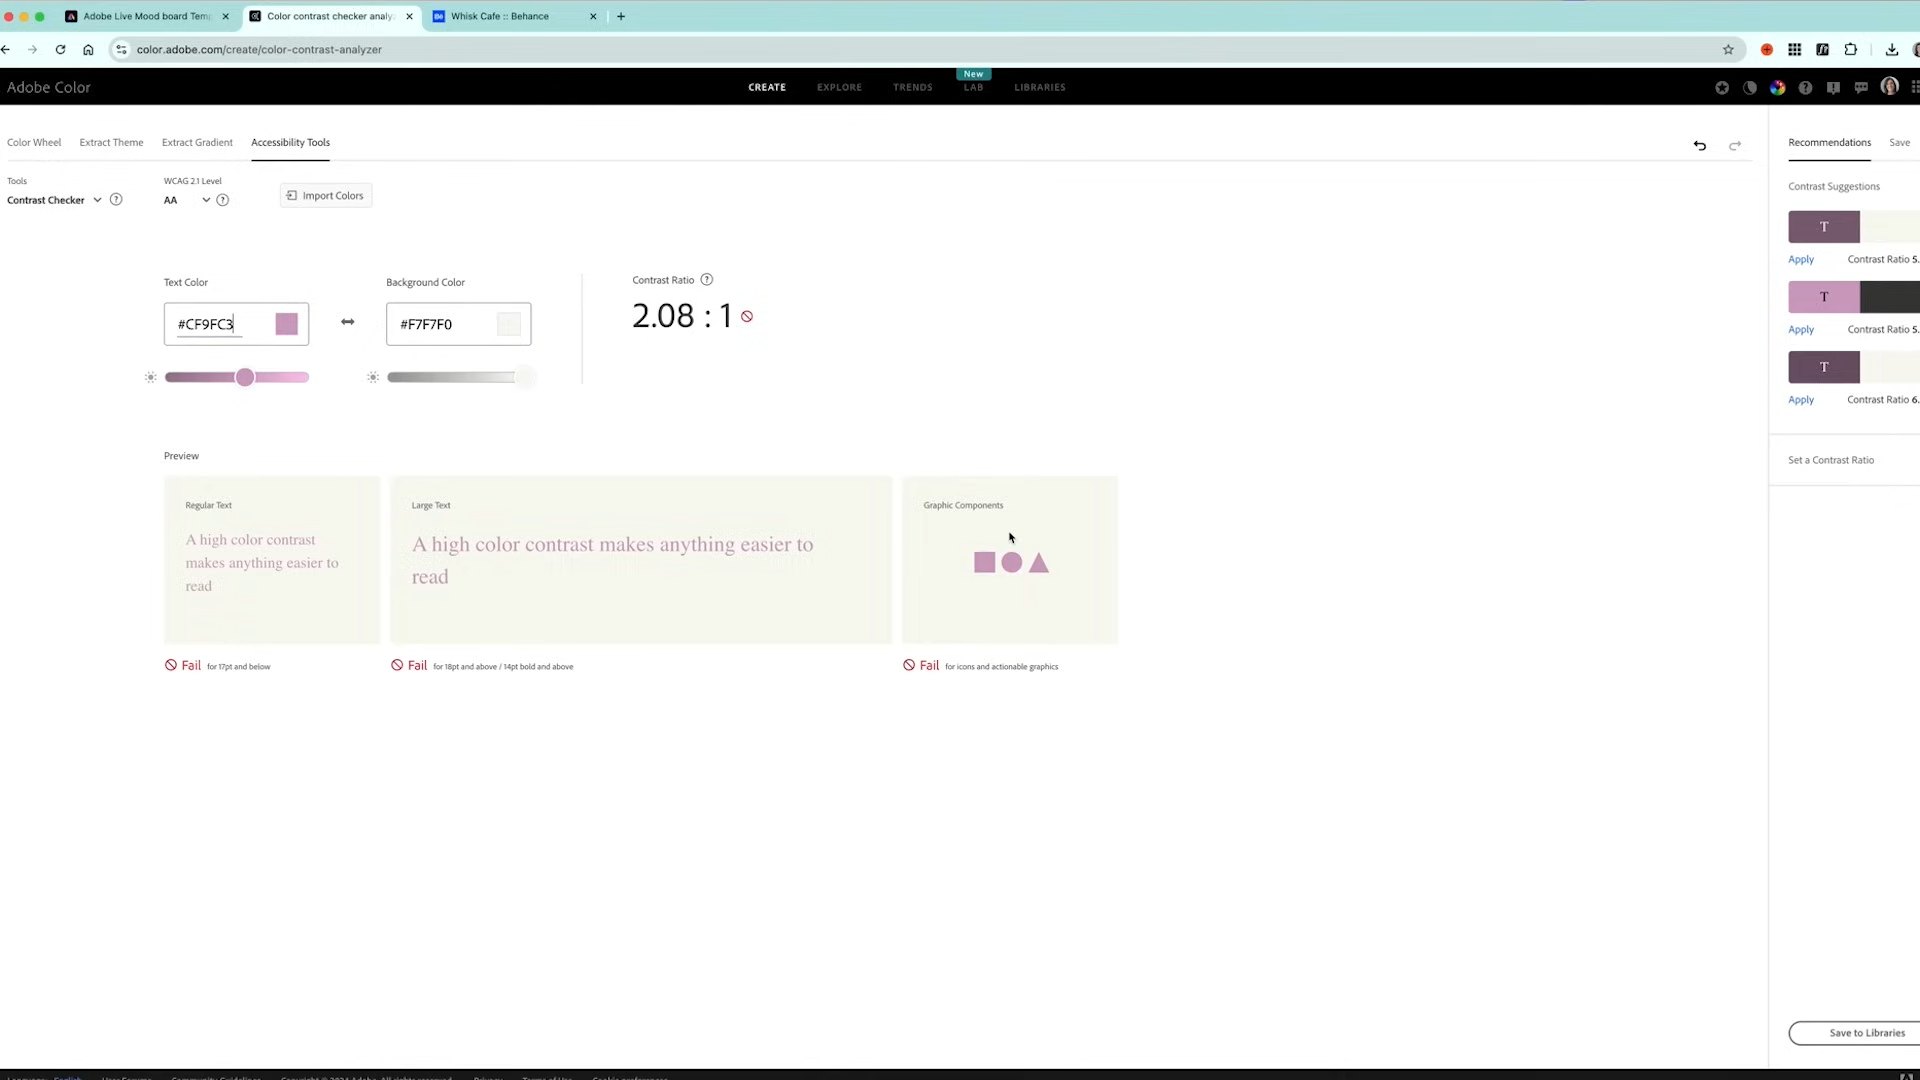 Adobe Live Mood board Temp
Color contrast checker analy
Whisk Cafe :: Behance
color.adobe.com/create/color-contrast-analyzer
Adobe Color
CREATE
EXPLORE
TRENDS
New
LAB
LIBRARIES
Color Wheel
Extract Theme
Extract Gradient
Accessibility Tools
Recommendations
Save
Tools
Contrast Checker
WCAG 2.1 Level
AA
Import Colors
Contrast Suggestions
T
Apply
Contrast Ratio 5.
T
Apply
Contrast Ratio 5.
T
Apply
Contrast Ratio 6.
Set a Contrast Ratio
Text Color
#CF9FC3
Background Color
#F7F7F0
Contrast Ratio
2.08 : 1
Preview
Regular Text
A high color contrast
makes anything easier to
read
Fail for 17pt and below
Large Text
A high color contrast makes anything easier to
read
Fail for 18pt and above / 14pt bold and above
Graphic Components
Fail for icons and actionable graphics
Save to Libraries